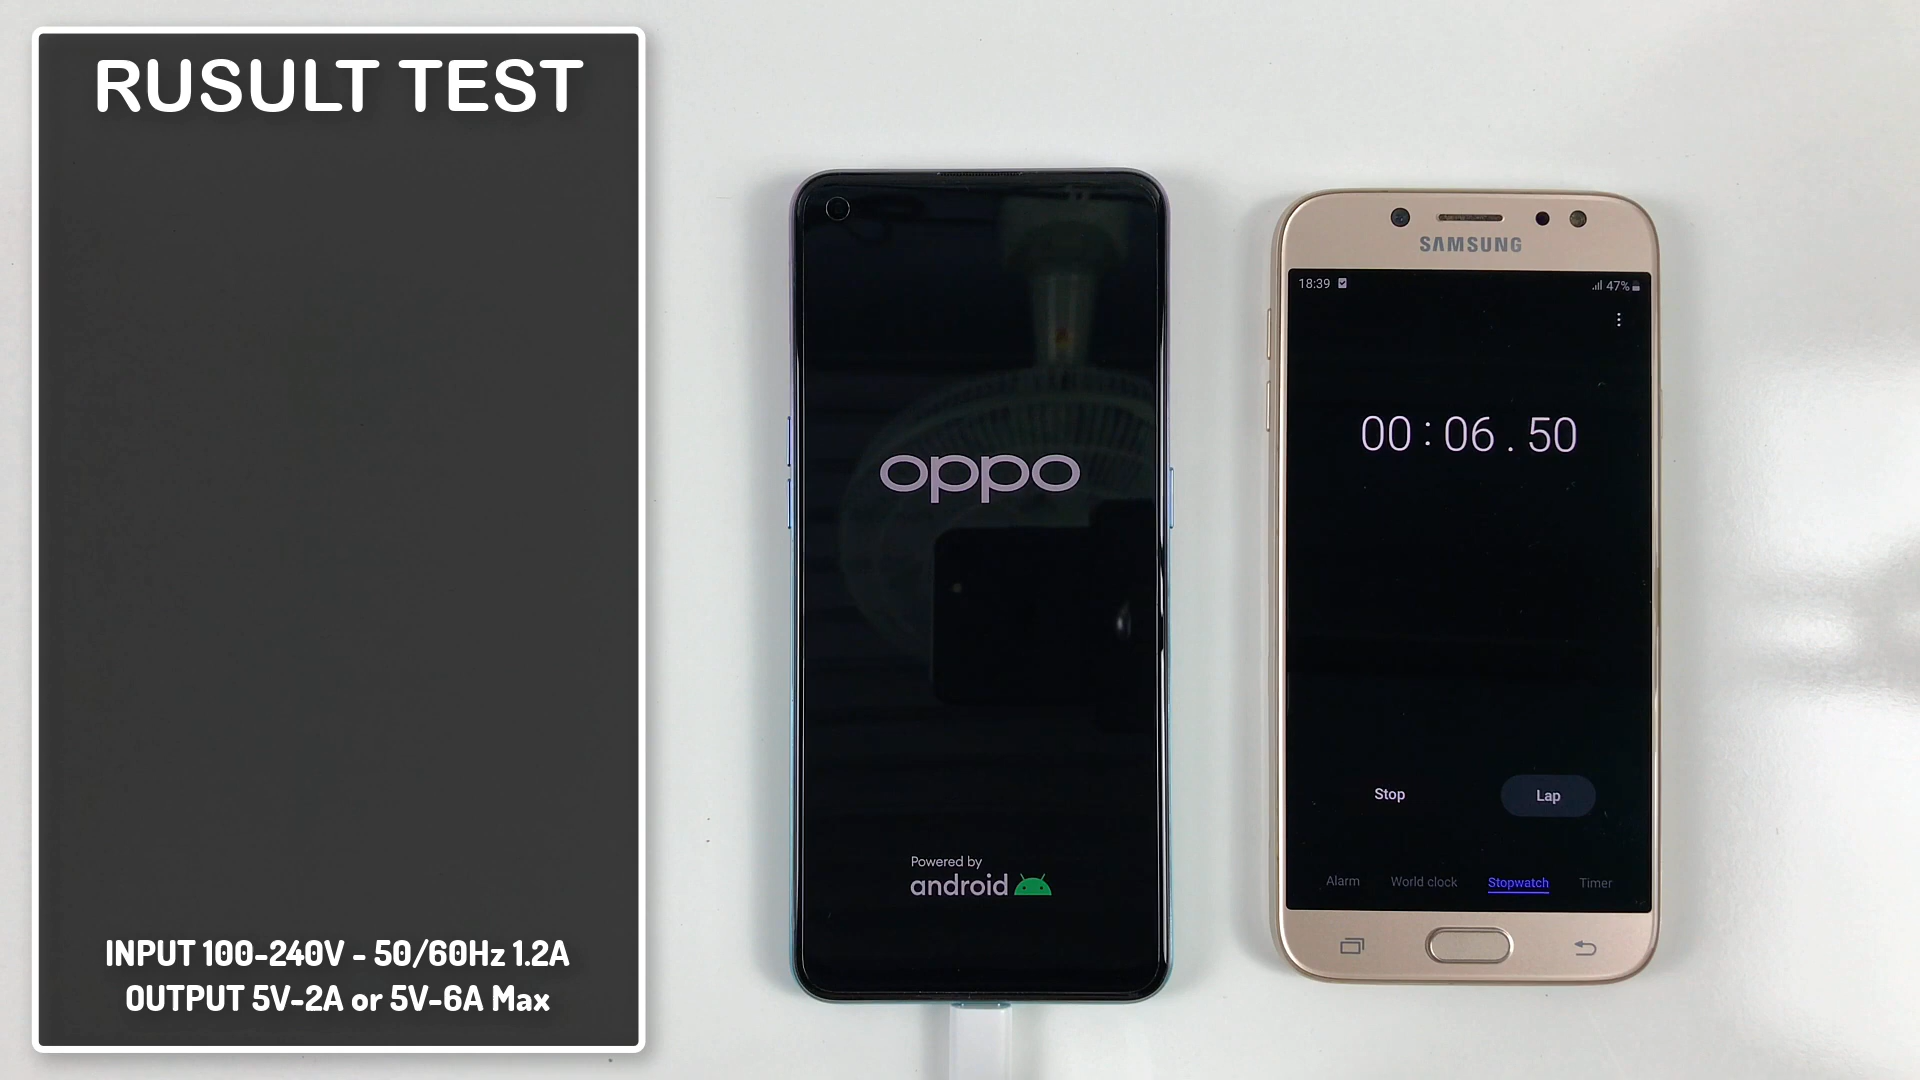 RUSULT TEST
INPUT 100-240V - 50/60Hz 1.2A
OUTPUT 5V-2A or 5V-6A Max
oppo
Powered by
android
SAMSUNG
18:39
47%
00:06.50
Stop
Lap
Alarm
World clock
Stopwatch
Timer